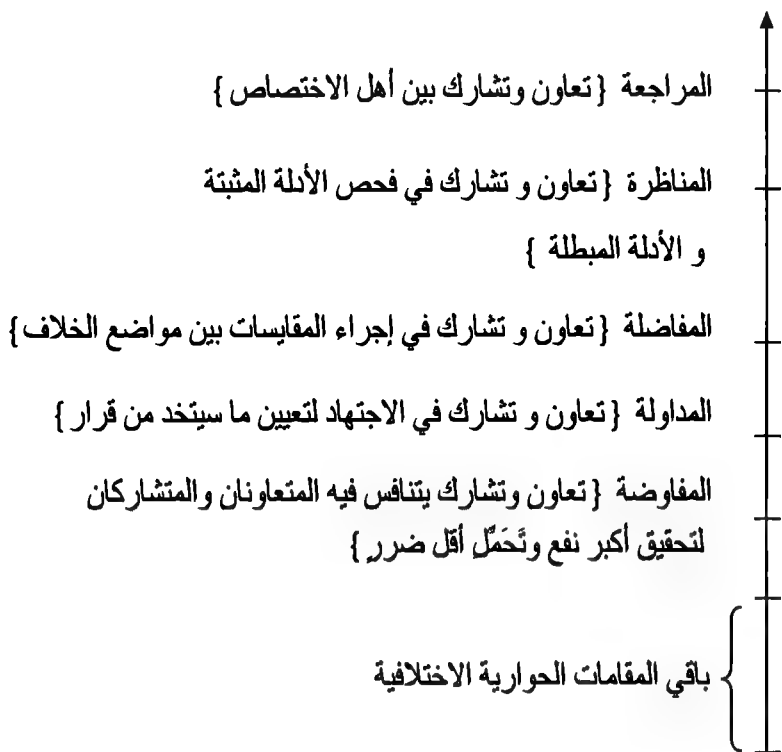 المراجعة { تعاون وتشارك بين أهل الاختصاص }
المناظرة { تعاون و تشارك في فحص الأدلة المثبتة
و الأدلة المبطلة }
المفاضلة { تعاون و تشارك في إجراء المقايسات بين مواضع الخلاف }
المداولة { تعاون و تشارك في الاجتهاد لتعيين ما سيتخد من قرار }
المفاوضة { تعاون وتشارك يتنافس فيه المتعاونان والمتشاركان
لتحقيق أكبر نفع وتَحَمُّلِ أقل ضررٍ }
باقي المقامات الحوارية الاختلافية